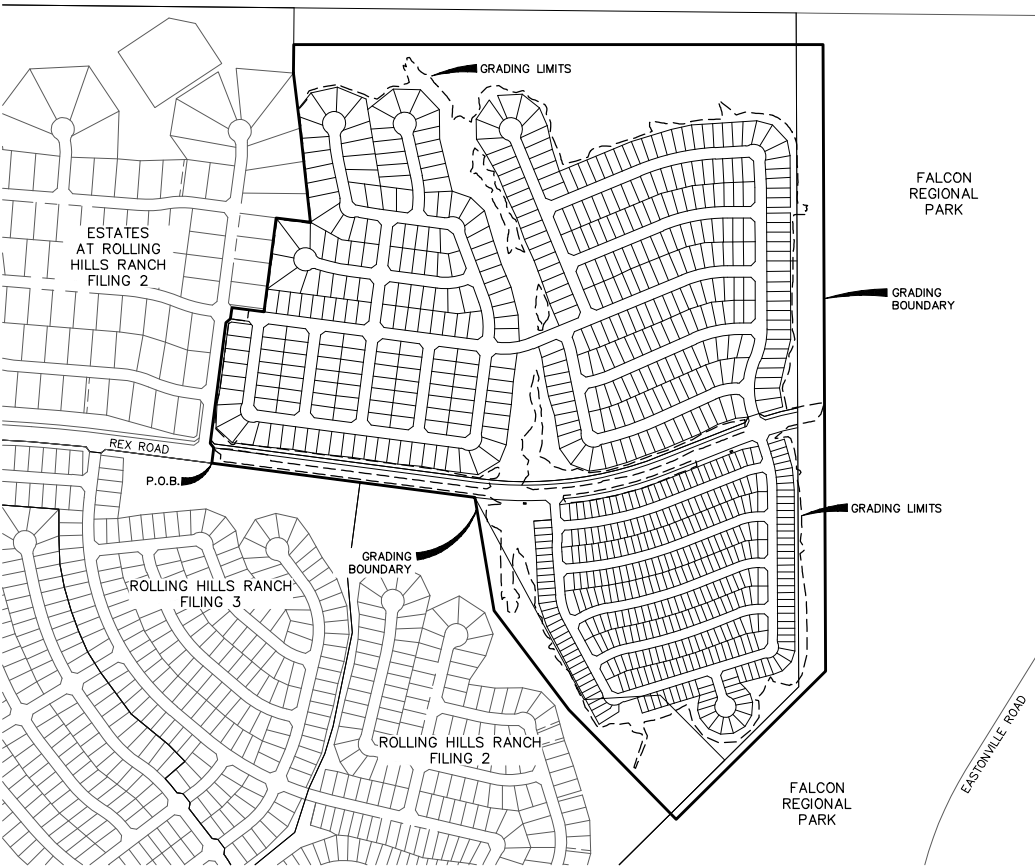 GRADING LIMITS
FALCON
REGIONAL
PARK
ESTATES
AT ROLLING
HILLS RANCH
FILING 2
GRADING
BOUNDARY
REX ROAD
P.O.B.
GRADING LIMITS
GRADING
BOUNDARY
ROLLING HILLS RANCH
FILING 3
ROLLING HILLS RANCH
FILING 2
EASTONVILLE ROAD
FALCON
REGIONAL
PARK